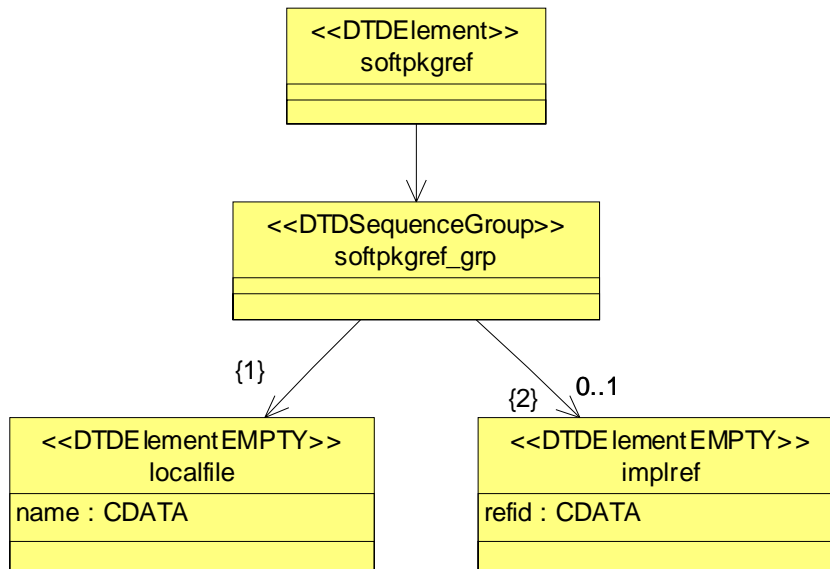 <<DTDElement>>
softpkgref
<<DTDSequenceGroup>>
softpkgref_grp
{1}
{2}
0..1
<<DTDElementEMPTY>>
localfile
name : CDATA
<<DTDElementEMPTY>>
implref
refid : CDATA